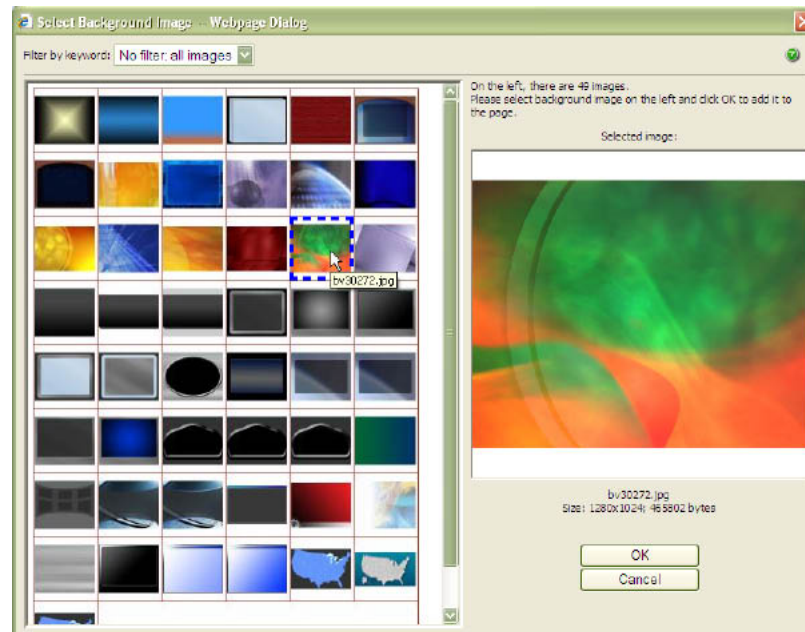 Select Background Image -- Webpage Dialog
Filter by keyword: No filter: all images
On the left, there are 49 images.
Please select background image on the left and click OK to add it to
the page.
Selected image:
bv30272.jpg
bv30272.jpg
Size: 1280x1024; 465802 bytes
OK
Cancel